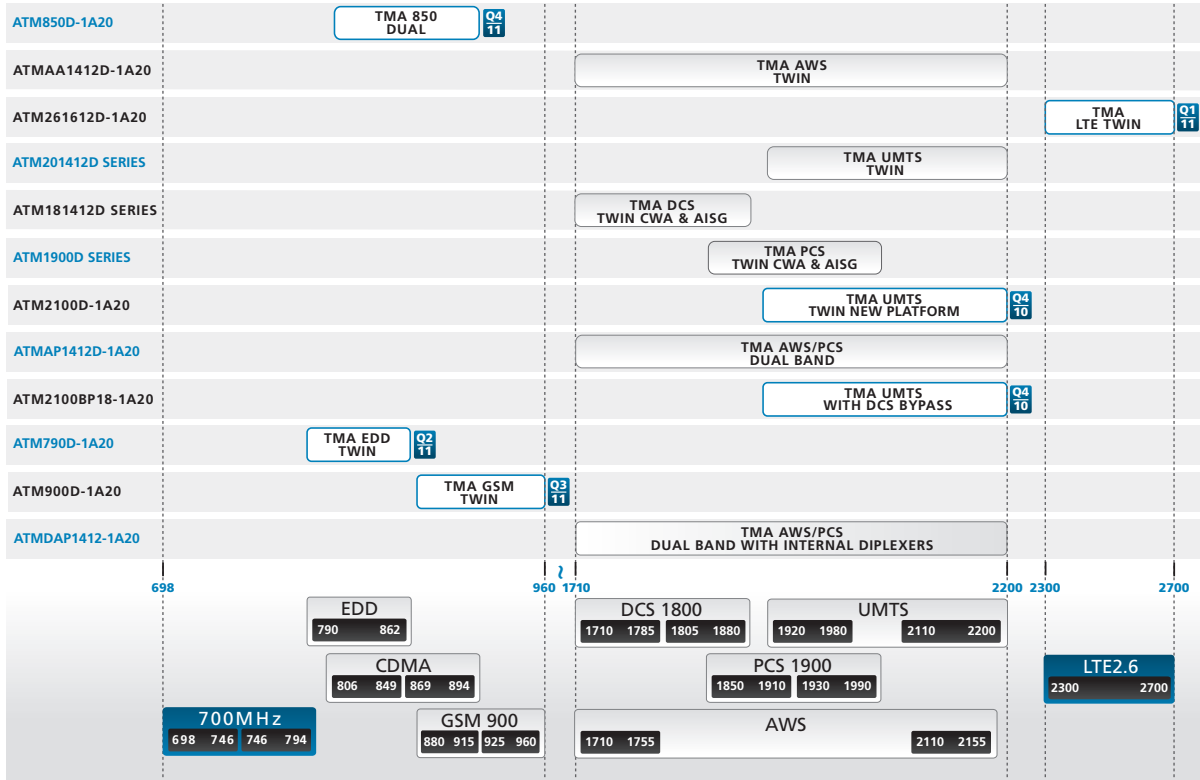 ATM850D-1A20
TMA 850
DUAL
Q4
11
ATMAA1412D-1A20
TMA AWS
TWIN
ATM261612D-1A20
TMA
LTE TWIN
Q1
11
ATM201412D SERIES
TMA UMTS
TWIN
ATM181412D SERIES
TMA DCS
TWIN CWA & AISG
ATM1900D SERIES
TMA PCS
TWIN CWA & AISG
ATM2100D-1A20
TMA UMTS
TWIN NEW PLATFORM
Q4
10
ATMAP1412D-1A20
TMA AWS/PCS
DUAL BAND
ATM2100BP18-1A20
TMA UMTS
WITH DCS BYPASS
Q4
10
ATM790D-1A20
TMA EDD
TWIN
Q2
11
ATM900D-1A20
TMA GSM
TWIN
Q3
11
ATMDAP1412-1A20
TMA AWS/PCS
DUAL BAND WITH INTERNAL DIPLEXERS
698 960 ~ 1710 2200 2300 2700
EDD
790 862
DCS 1800
1710 1785 1805 1880
UMTS
1920 1980 2110 2200
CDMA
806 849 869 894
PCS 1900
1850 1910 1930 1990
LTE2.6
2300 2700
700MHz
698 746 746 794
GSM 900
880 915 925 960
AWS
1710 1755 2110 2155